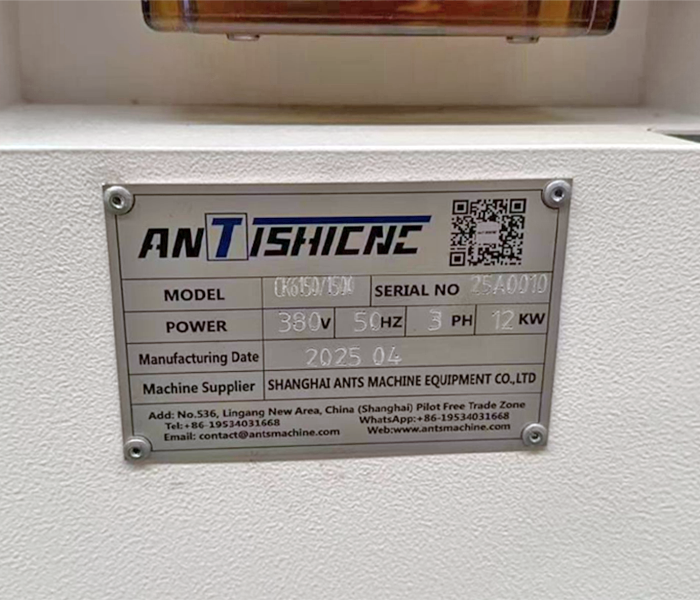 ANTISHICNC
MODEL CK6150/1500 SERIAL NO 25A0010
POWER 380V 50HZ 3 PH 12 KW
Manufacturing Date 2025 04
Machine Supplier SHANGHAI ANTS MACHINE EQUIPMENT CO.,LTD
Add: No.536, Lingang New Area, China (Shanghai) Pilot Free Trade Zone
Tel:+86-19534031668 WhatsApp:+86-19534031668
Email: contact@antsmachine.com Web:www.antsmachine.com